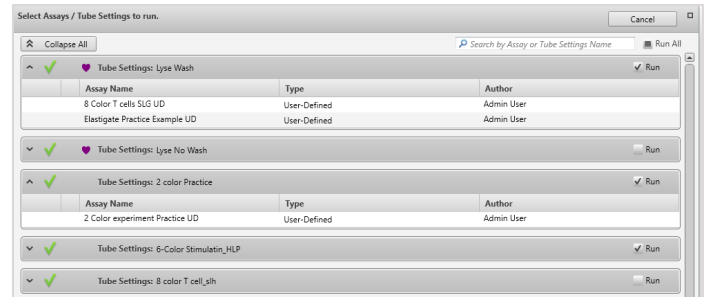 Select Assays / Tube Settings to run.
Cancel
Collapse All
Search by Assay or Tube Settings Name
Run All
Tube Settings: Lyse Wash
Run
Assay Name Type Author
8 Color T cells SLG UD User-Defined Admin User
Elastigate Practice Example UD User-Defined Admin User
Tube Settings: Lyse No Wash
Run
Tube Settings: 2 color Practice
Run
Assay Name Type Author
2 Color experiment Practice UD User-Defined Admin User
Tube Settings: 6-Color Stimulatin_HLP
Run
Tube Settings: 8 color T cell_slh
Run